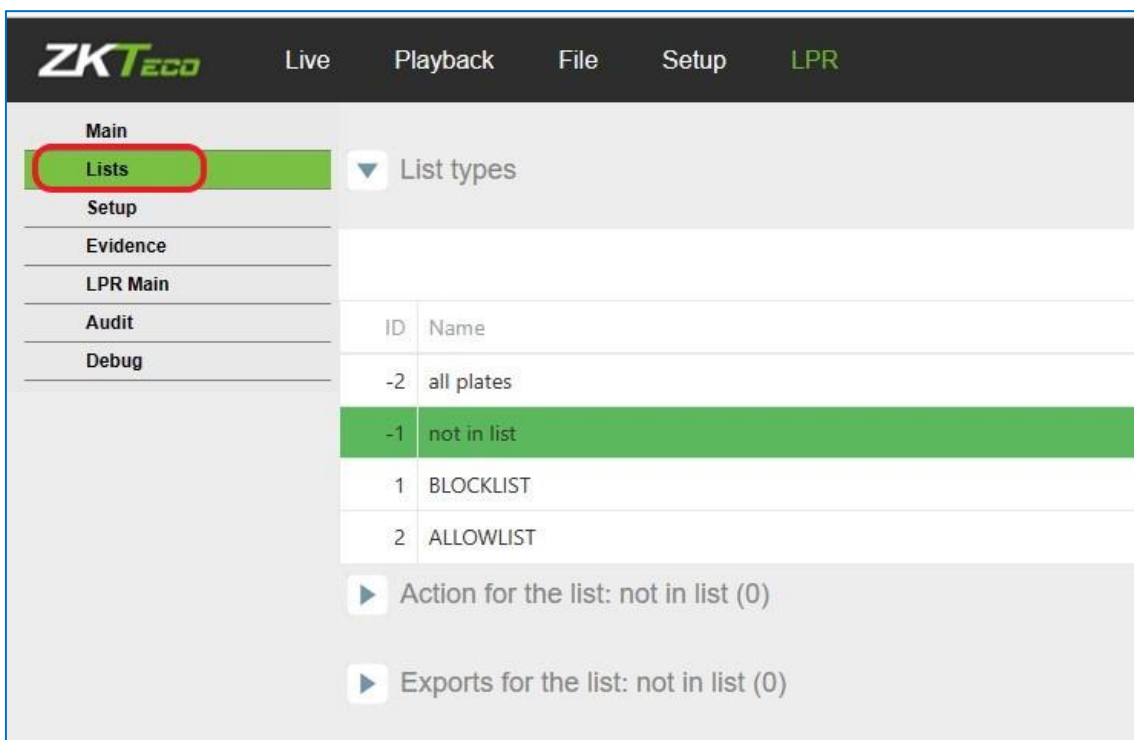 ZKTeco Live Playback File Setup LPR
Main
Lists
Setup
Evidence
LPR Main
Audit
Debug
List types
ID Name
-2 all plates
-1 not in list
1 BLOCKLIST
2 ALLOWLIST
Action for the list: not in list (0)
Exports for the list: not in list (0)